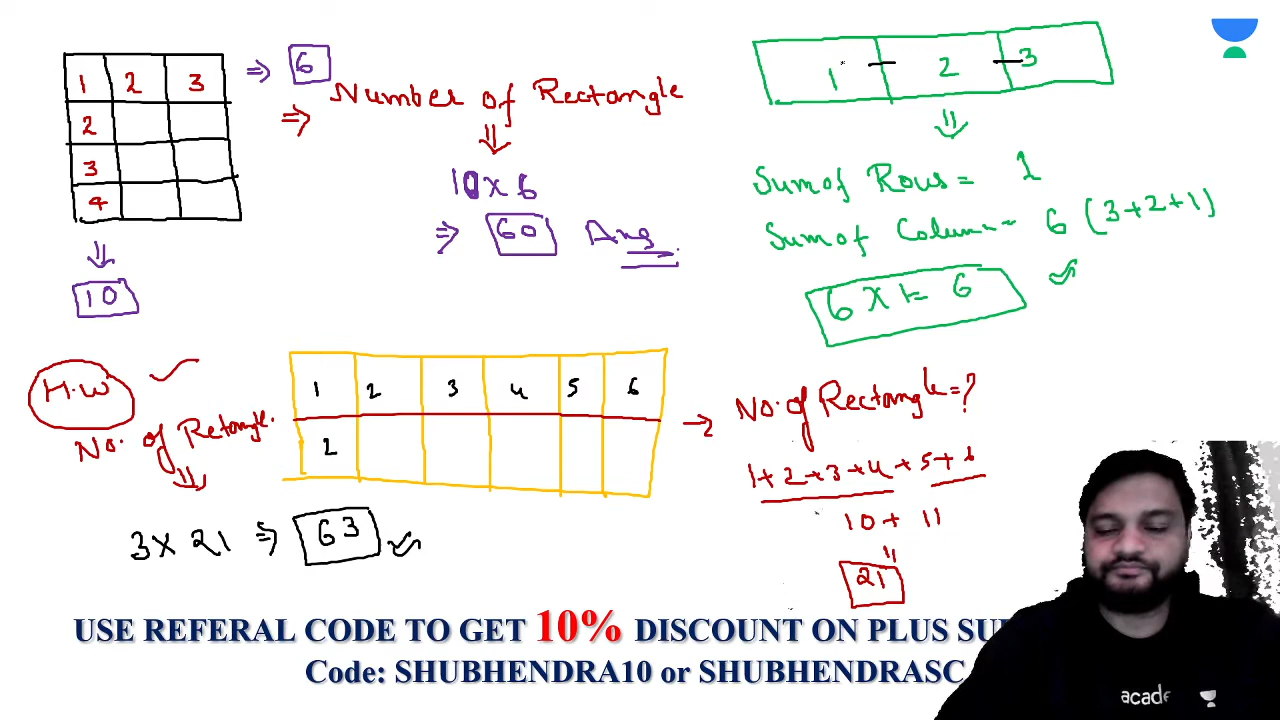 1 2 3
2
3
4
⇒ 6
⇓
10
⇒ Number of Rectangle
⇓
10 x 6
⇒ 60 Ans
1 2 3
⇓
Sum of Rows = 1
Sum of Column = 6 (3+2+1)
6 x 1 = 6
H.W
No. of Retangle.
⇓
1 2 3 4 5 6
2
3 x 21 ⇒ 63
→ No. of Rectangle = ?
1+2+3+4+5+6
10 + 11
21
USE REFERAL CODE TO GET 10% DISCOUNT ON PLUS SU
Code: SHUBHENDRA10 or SHUBHENDRASC
acade